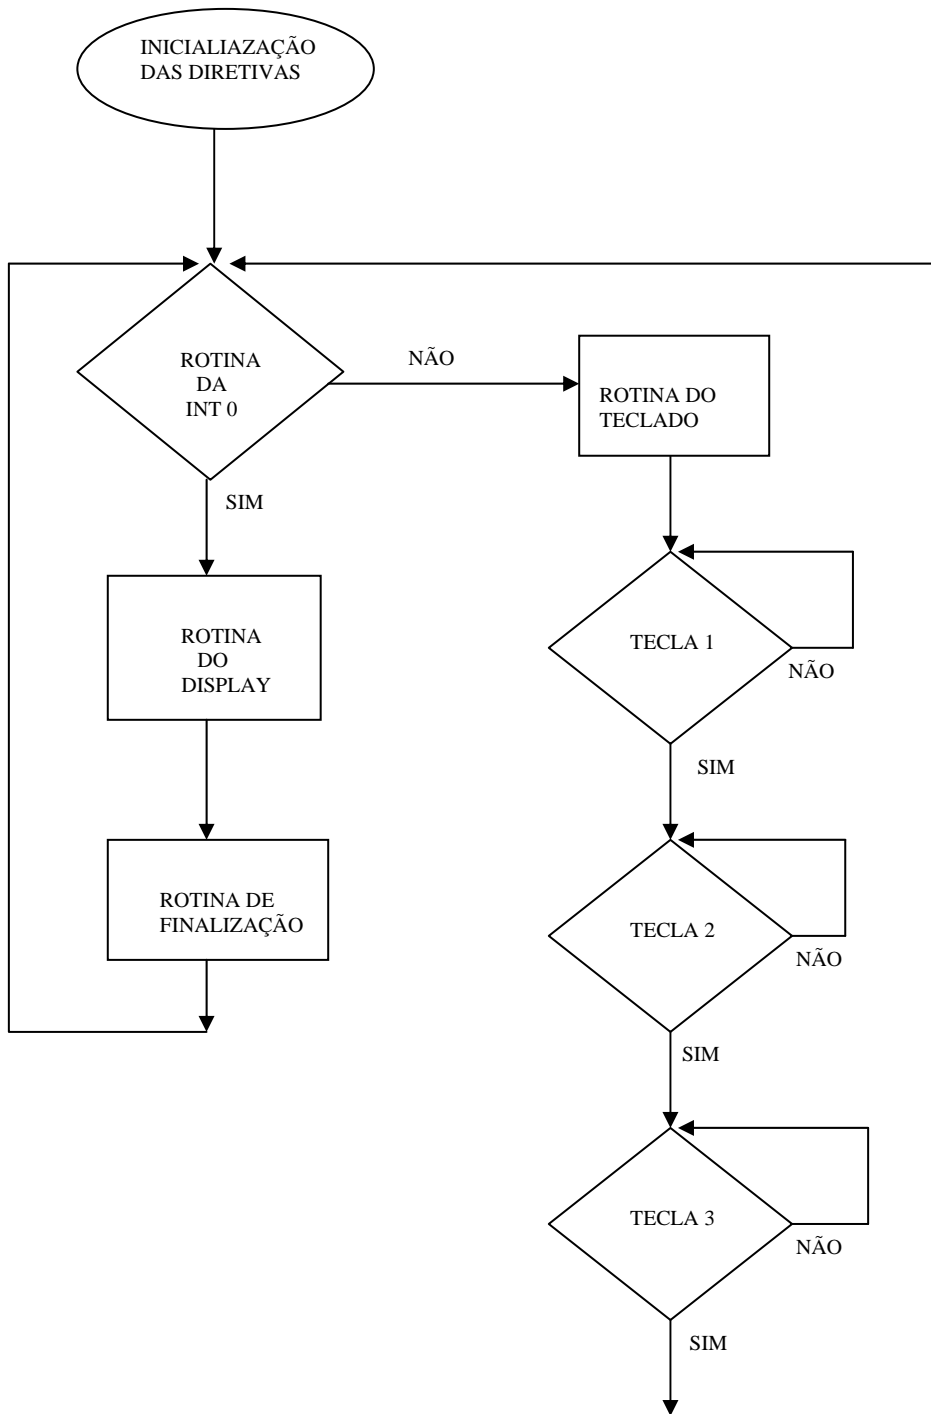 INICIALIAZAÇÃO
DAS DIRETIVAS
ROTINA
DA
INT 0
NÃO
ROTINA DO
TECLADO
SIM
ROTINA
DO
DISPLAY
TECLA 1
NÃO
SIM
ROTINA DE
FINALIZAÇÃO
TECLA 2
NÃO
SIM
TECLA 3
NÃO
SIM